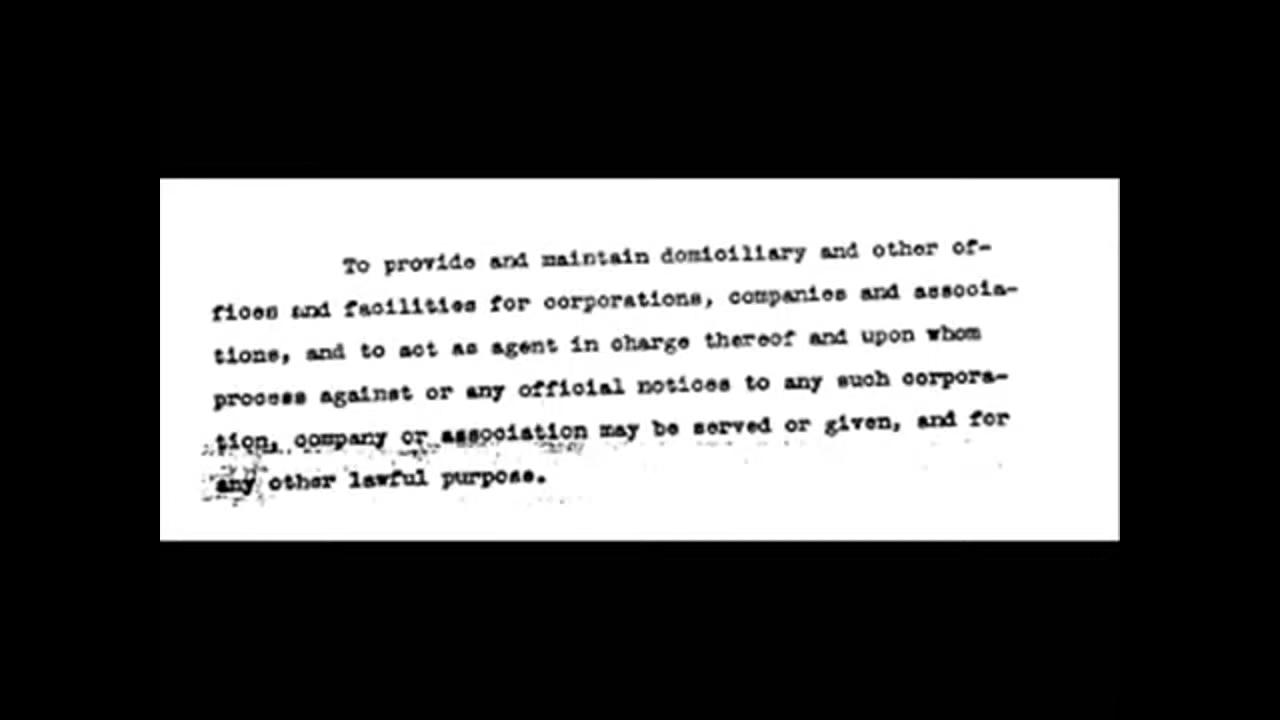 To provide and maintain domiciliary and other of-
fices and facilities for corporations, companies and associa-
tions, and to act as agent in charge thereof and upon whom
process against or any official notices to any such corpora-
tion, company or association may be served or given, and for
any other lawful purpose.